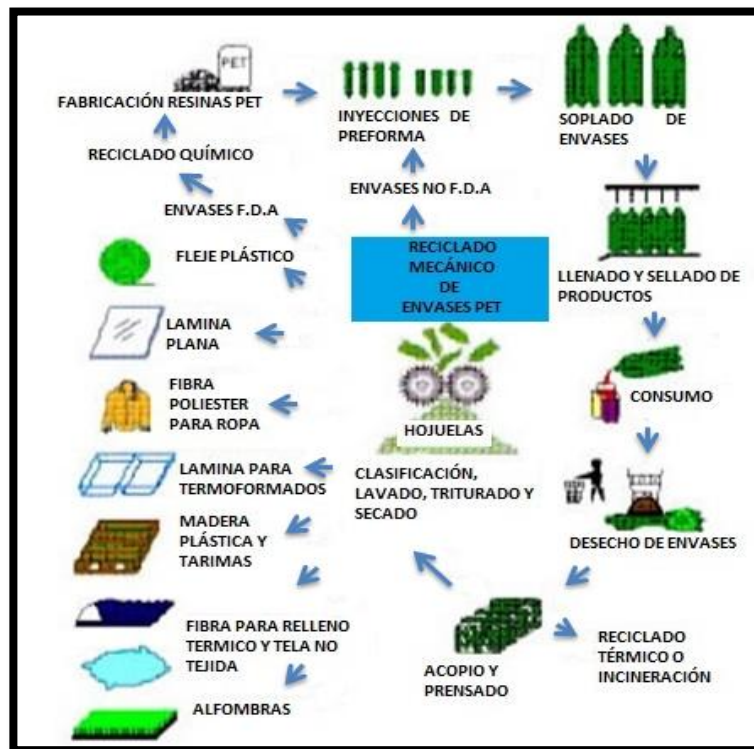 PET
FABRICACIÓN RESINAS PET
INYECCIONES DE
PREFORMA
SOPLADO DE
ENVASES
RECICLADO QUÍMICO
ENVASES NO F.D.A
ENVASES F.D.A
FLEJE PLÁSTICO
RECICLADO
MECÁNICO
DE
ENVASES PET
LLENADO Y SELLADO DE
PRODUCTOS
LAMINA
PLANA
CONSUMO
FIBRA
POLIESTER
PARA ROPA
HOJUELAS
LAMINA PARA
TERMOFORMADOS
CLASIFICACIÓN,
LAVADO, TRITURADO Y
SECADO
MADERA
PLÁSTICA Y
TARIMAS
DESECHO DE ENVASES
FIBRA PARA RELLENO
TERMICO Y TELA NO
TEJIDA
ACOPIO Y
PRENSADO
RECICLADO
TÉRMICO O
INCINERACIÓN
ALFOMBRAS